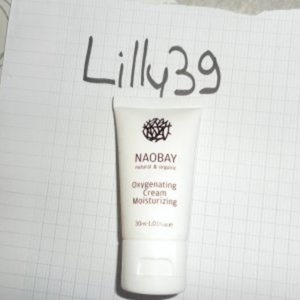 Lilly39
NAOBAY
natural & organic
Oxygenating
Cream
Moisturizing